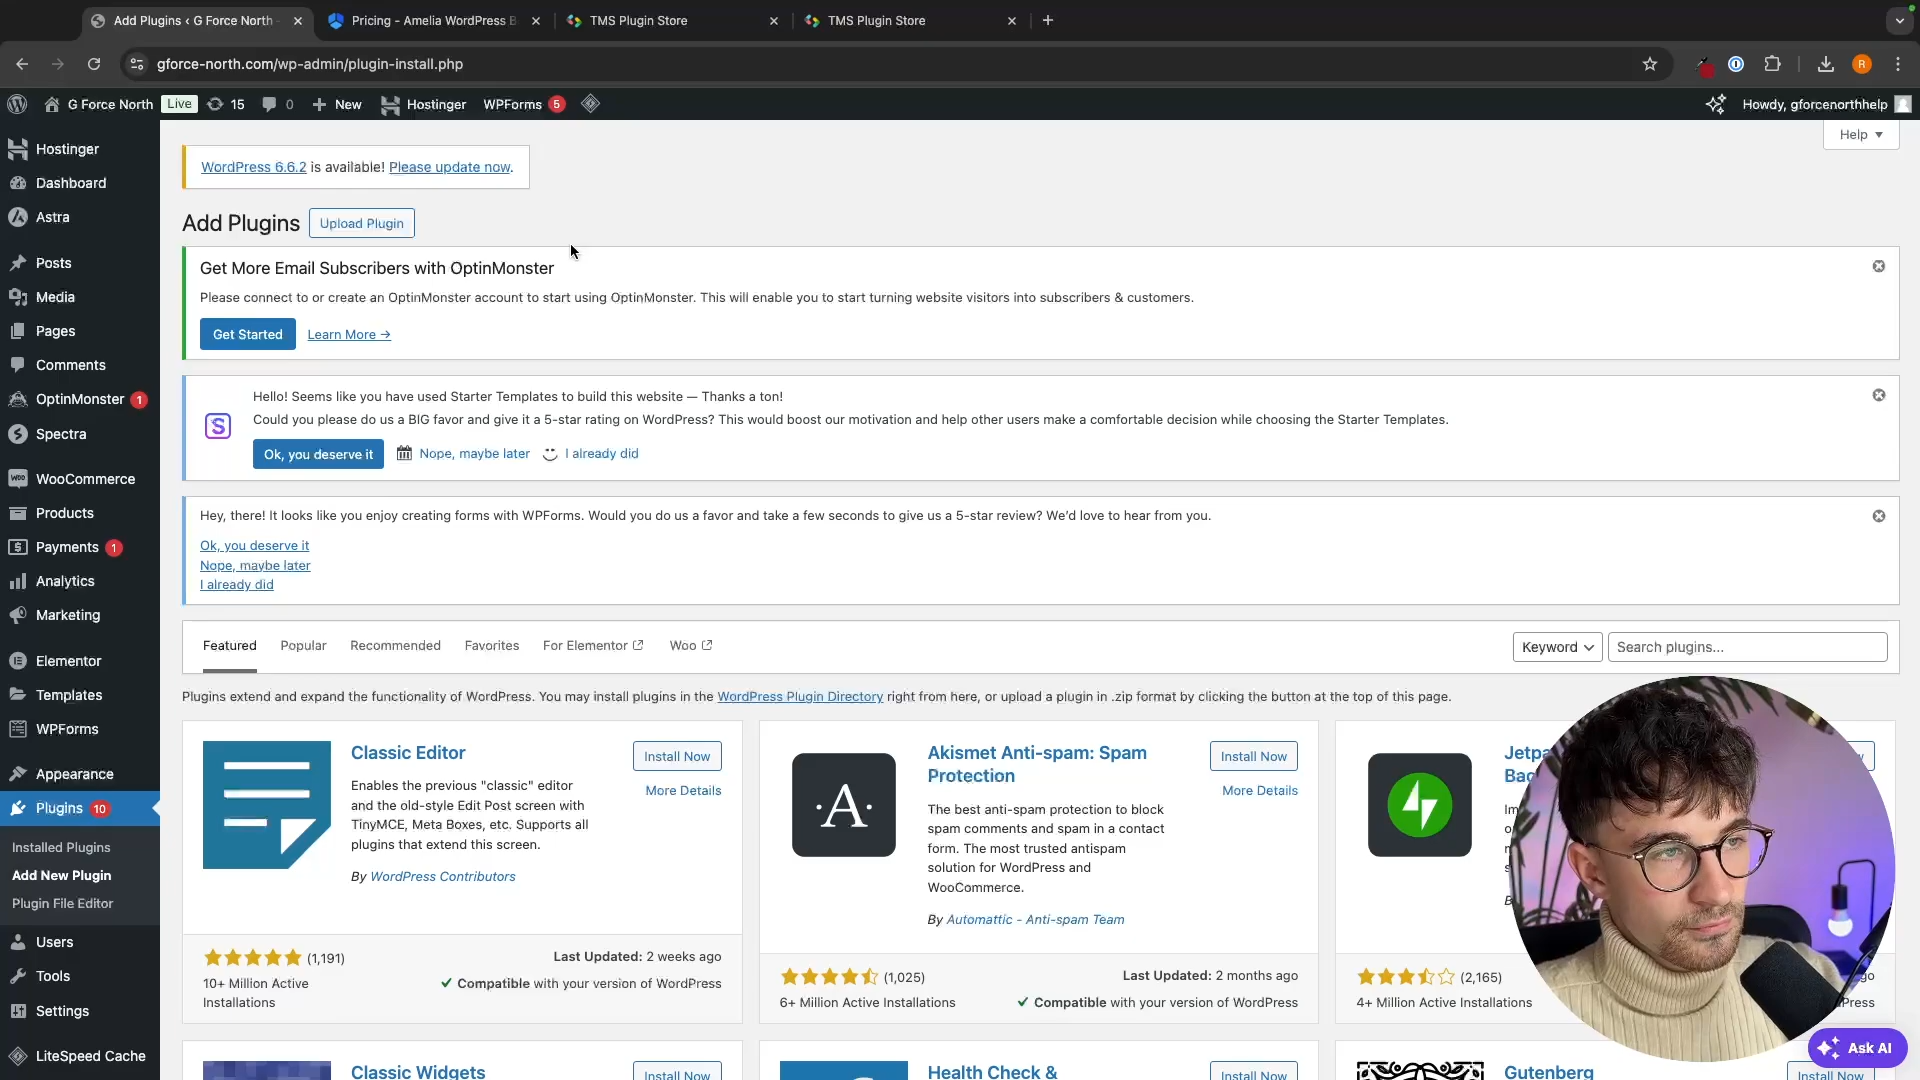 Add Plugins ‹ G Force North
Pricing - Amelia WordPress B
TMS Plugin Store
TMS Plugin Store
gforce-north.com/wp-admin/plugin-install.php
R
G Force North Live 15 0 New Hostinger WPForms 5
Howdy, gforcenorthhelp
Help
Hostinger
Dashboard
Astra
Posts
Media
Pages
Comments
OptinMonster 1
Spectra
WooCommerce
Products
Payments 1
Analytics
Marketing
Elementor
Templates
WPForms
Appearance
Plugins 10
Installed Plugins
Add New Plugin
Plugin File Editor
Users
Tools
Settings
LiteSpeed Cache
WordPress 6.6.2 is available! Please update now.
Add Plugins Upload Plugin
Get More Email Subscribers with OptinMonster
Please connect to or create an OptinMonster account to start using OptinMonster. This will enable you to start turning website visitors into subscribers & customers.
Get Started Learn More →
Hello! Seems like you have used Starter Templates to build this website — Thanks a ton!
Could you please do us a BIG favor and give it a 5-star rating on WordPress? This would boost our motivation and help other users make a comfortable decision while choosing the Starter Templates.
Ok, you deserve it Nope, maybe later I already did
Hey, there! It looks like you enjoy creating forms with WPForms. Would you do us a favor and take a few seconds to give us a 5-star review? We'd love to hear from you.
Ok, you deserve it
Nope, maybe later
I already did
Featured Popular Recommended Favorites For Elementor Woo
Keyword Search plugins...
Plugins extend and expand the functionality of WordPress. You may install plugins in the WordPress Plugin Directory right from here, or upload a plugin in .zip format by clicking the button at the top of this page.
Classic Editor
Install Now
More Details
Enables the previous "classic" editor
and the old-style Edit Post screen with
TinyMCE, Meta Boxes, etc. Supports all
plugins that extend this screen.
By WordPress Contributors
(1,191)
Last Updated: 2 weeks ago
10+ Million Active
Installations
Compatible with your version of WordPress
·A·
Akismet Anti-spam: Spam
Protection
Install Now
More Details
The best anti-spam protection to block
spam comments and spam in a contact
form. The most trusted antispam
solution for WordPress and
WooCommerce.
By Automattic - Anti-spam Team
(1,025)
Last Updated: 2 months ago
6+ Million Active Installations
Compatible with your version of WordPress
(2,165)
4+ Million Active Installations
Classic Widgets
Install Now
Health Check &
Install Now
Gutenberg
Install Now
Ask AI